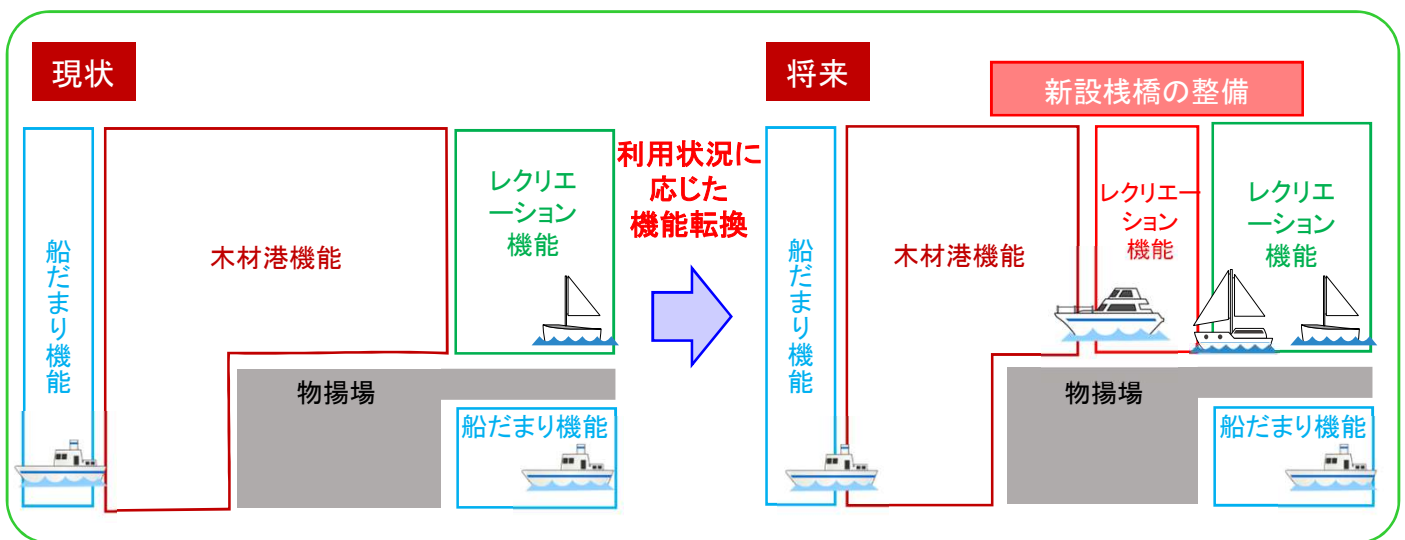 現状
船だまり機能
木材港機能
レクリエ
ーション
機能
物揚場
船だまり機能
利用状況に
応じた
機能転換
将来
新設桟橋の整備
船だまり機能
木材港機能
レクリエー
ション
機能
レクリエ
ーション
機能
物揚場
船だまり機能